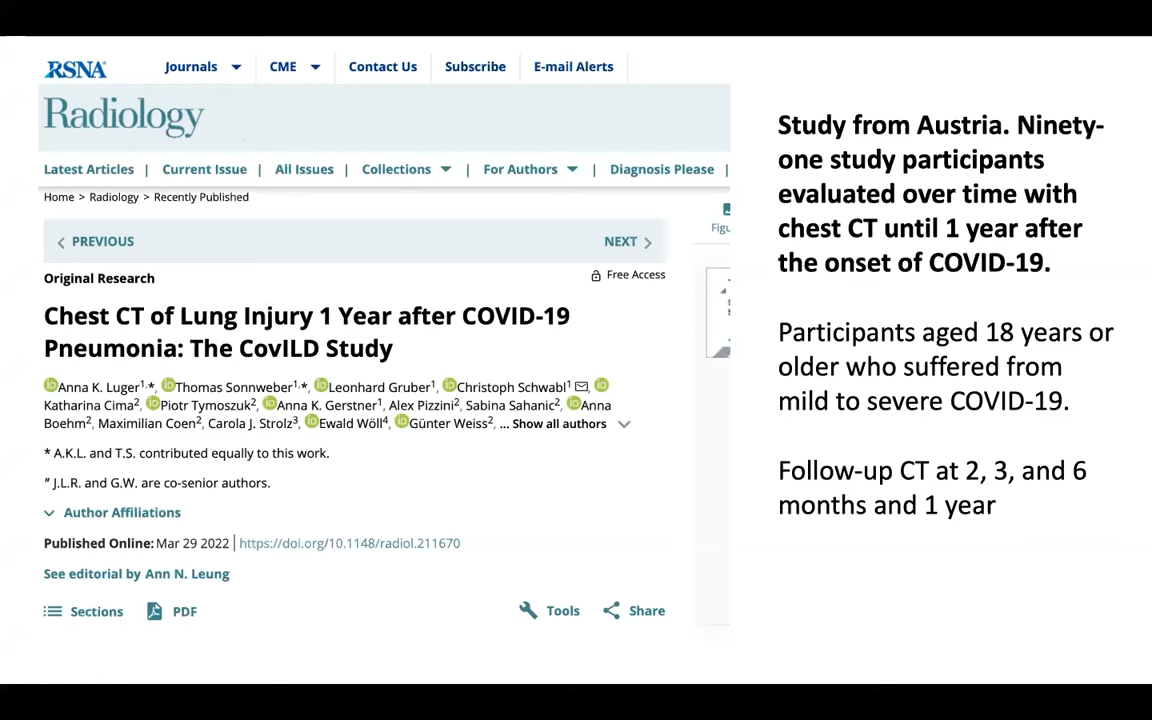 RSNA
Journals CME Contact Us Subscribe E-mail Alerts
Radiology
Latest Articles | Current Issue | All Issues | Collections | For Authors | Diagnosis Please |
Home > Radiology > Recently Published
PREVIOUS NEXT
Original Research Free Access
Chest CT of Lung Injury 1 Year after COVID-19
Pneumonia: The CovILD Study
Anna K. Luger1,*, Thomas Sonnweber1,*, Leonhard Gruber1, Christoph Schwabl1
Katharina Cima2, Piotr Tymoszuk2, Anna K. Gerstner1, Alex Pizzini2, Sabina Sahanic2, Anna
Boehm2, Maximilian Coen2, Carola J. Strolz3, Ewald Wöll4, Günter Weiss2, ... Show all authors
* A.K.L. and T.S. contributed equally to this work.
" J.L.R. and G.W. are co-senior authors.
Author Affiliations
Published Online: Mar 29 2022 | https://doi.org/10.1148/radiol.211670
See editorial by Ann N. Leung
Sections PDF Tools Share
Figu
Study from Austria. Ninety-
one study participants
evaluated over time with
chest CT until 1 year after
the onset of COVID-19.
Participants aged 18 years or
older who suffered from
mild to severe COVID-19.
Follow-up CT at 2, 3, and 6
months and 1 year